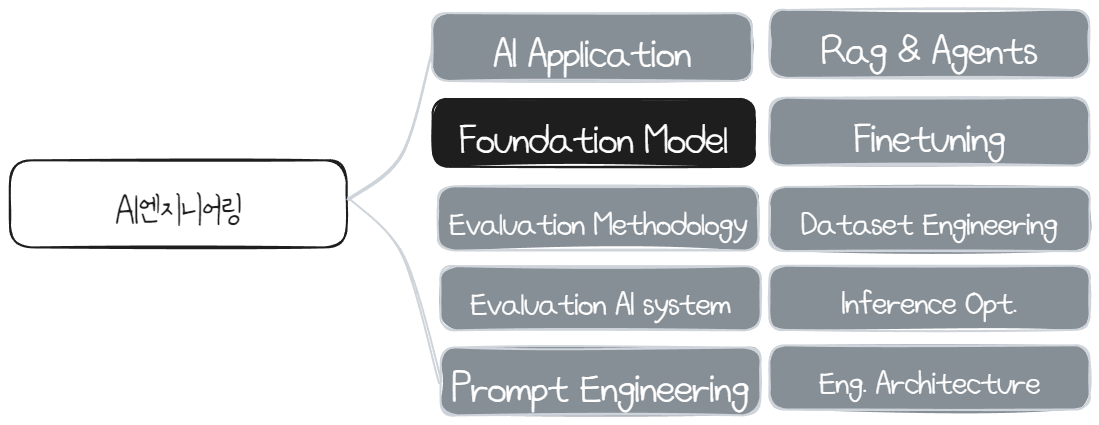 AI엔지니어링
AI Application
Foundation Model
Evaluation Methodology
Evaluation AI system
Prompt Engineering
Rag & Agents
Finetuning
Dataset Engineering
Inference Opt.
Eng. Architecture